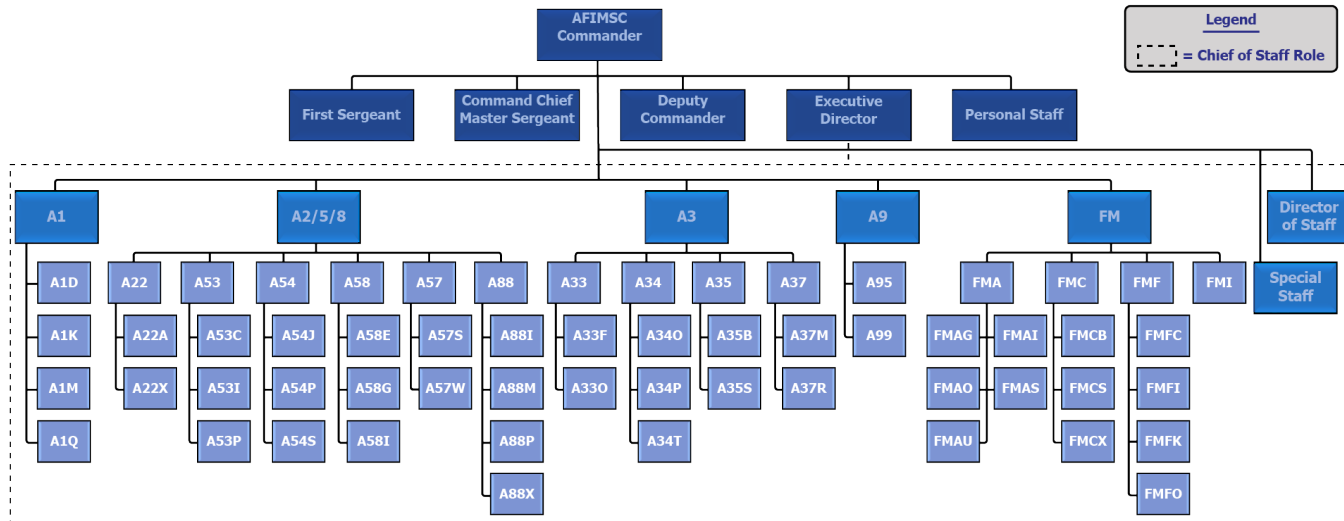 AFIMSC
Commander
Legend
= Chief of Staff Role
First Sergeant
Command Chief
Master Sergeant
Deputy
Commander
Executive
Director
Personal Staff
A1
A2/5/8
A3
A9
FM
Director
of Staff
A1D
A22
A53
A54
A58
A57
A88
A33
A34
A35
A37
A95
FMA
FMC
FMF
FMI
Special
Staff
A1K
A22A
A53C
A54J
A58E
A57S
A88I
A33F
A34O
A35B
A37M
A99
FMAG
FMAI
FMCB
FMFC
A1M
A22X
A53I
A54P
A58G
A57W
A88M
A33O
A34P
A35S
A37R
FMAO
FMAS
FMCS
FMFI
A1Q
A53P
A54S
A58I
A88P
A34T
FMAU
FMCX
FMFK
A88X
FMFO